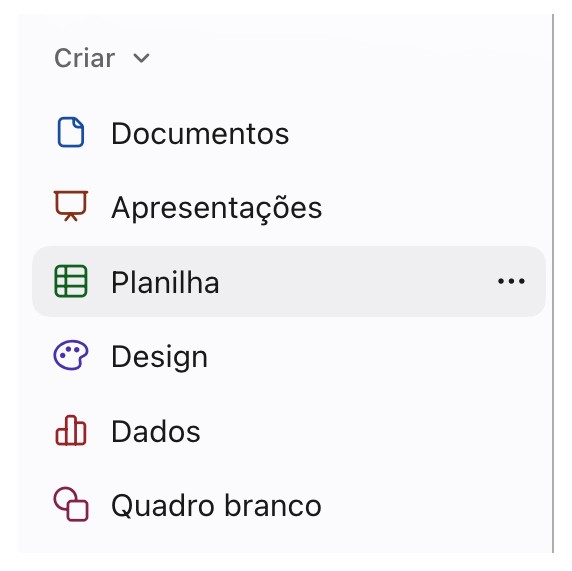 Criar
Documentos
Apresentações
Planilha
Design
Dados
Quadro branco